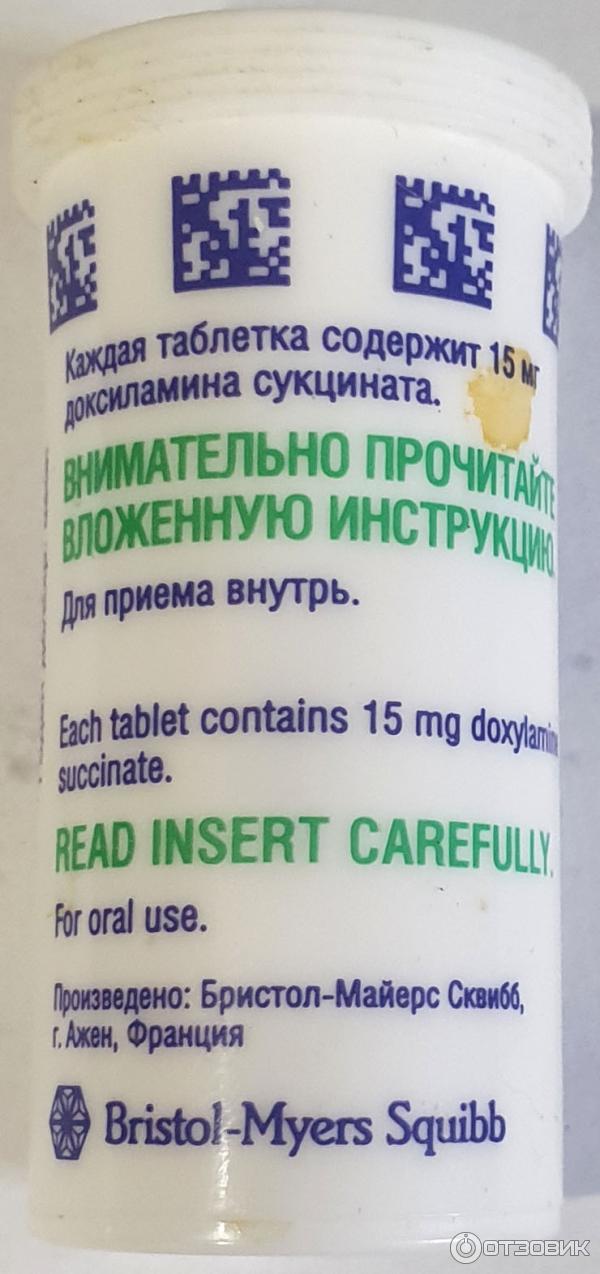 Каждая таблетка содержит 15 мг
доксиламина сукцината.
ВНИМАТЕЛЬНО ПРОЧИТАЙТЕ
ВЛОЖЕННУЮ ИНСТРУКЦИЮ.
Для приема внутрь.
Each tablet contains 15 mg doxylamine
succinate.
READ INSERT CAREFULLY.
For oral use.
Произведено: Бристол-Майерс Сквибб,
г. Ажен, Франция
Bristol-Myers Squibb
ОТЗОВИК